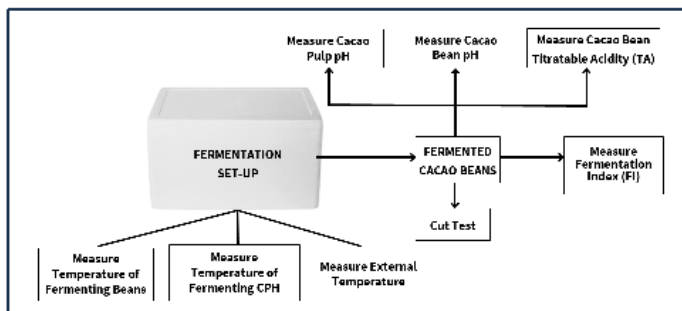 Measure Cacao
Pulp pH
Measure Cacao
Bean pH
Measure Cacao Bean
Titratable Acidity (TA)
FERMENTATION
SET-UP
FERMENTED
CACAO BEANS
Measure
Fermentation
Index (FI)
Cut Test
Measure
Temperature of
Fermenting Beans
Measure
Temperature of
Fermenting CPH
Measure External
Temperature